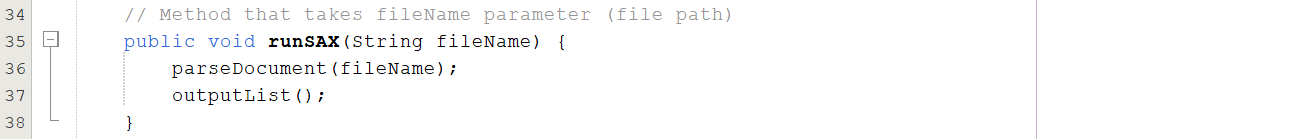 34 // Method that takes fileName parameter (file path)
35 public void runSAX(String fileName) {
36 parseDocument(fileName);
37 outputList();
38 }